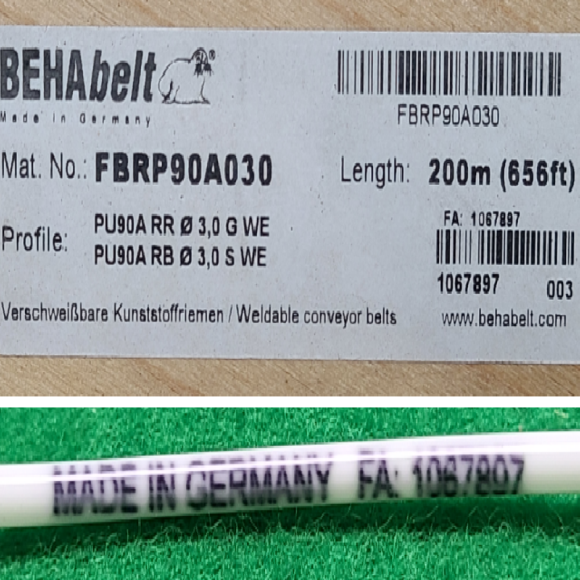 BEHAbelt®
Made in Germany
FBRP90A030
Mat. No.: FBRP90A030
Length: 200m (656ft)
Profile: PU90A RR Ø 3,0 G WE
PU90A RB Ø 3,0 S WE
FA: 1067897
1067897 003
Verschweißbare Kunststoffriemen / Weldable conveyor belts
www.behabelt.com
MADE IN GERMANY FA: 1067897